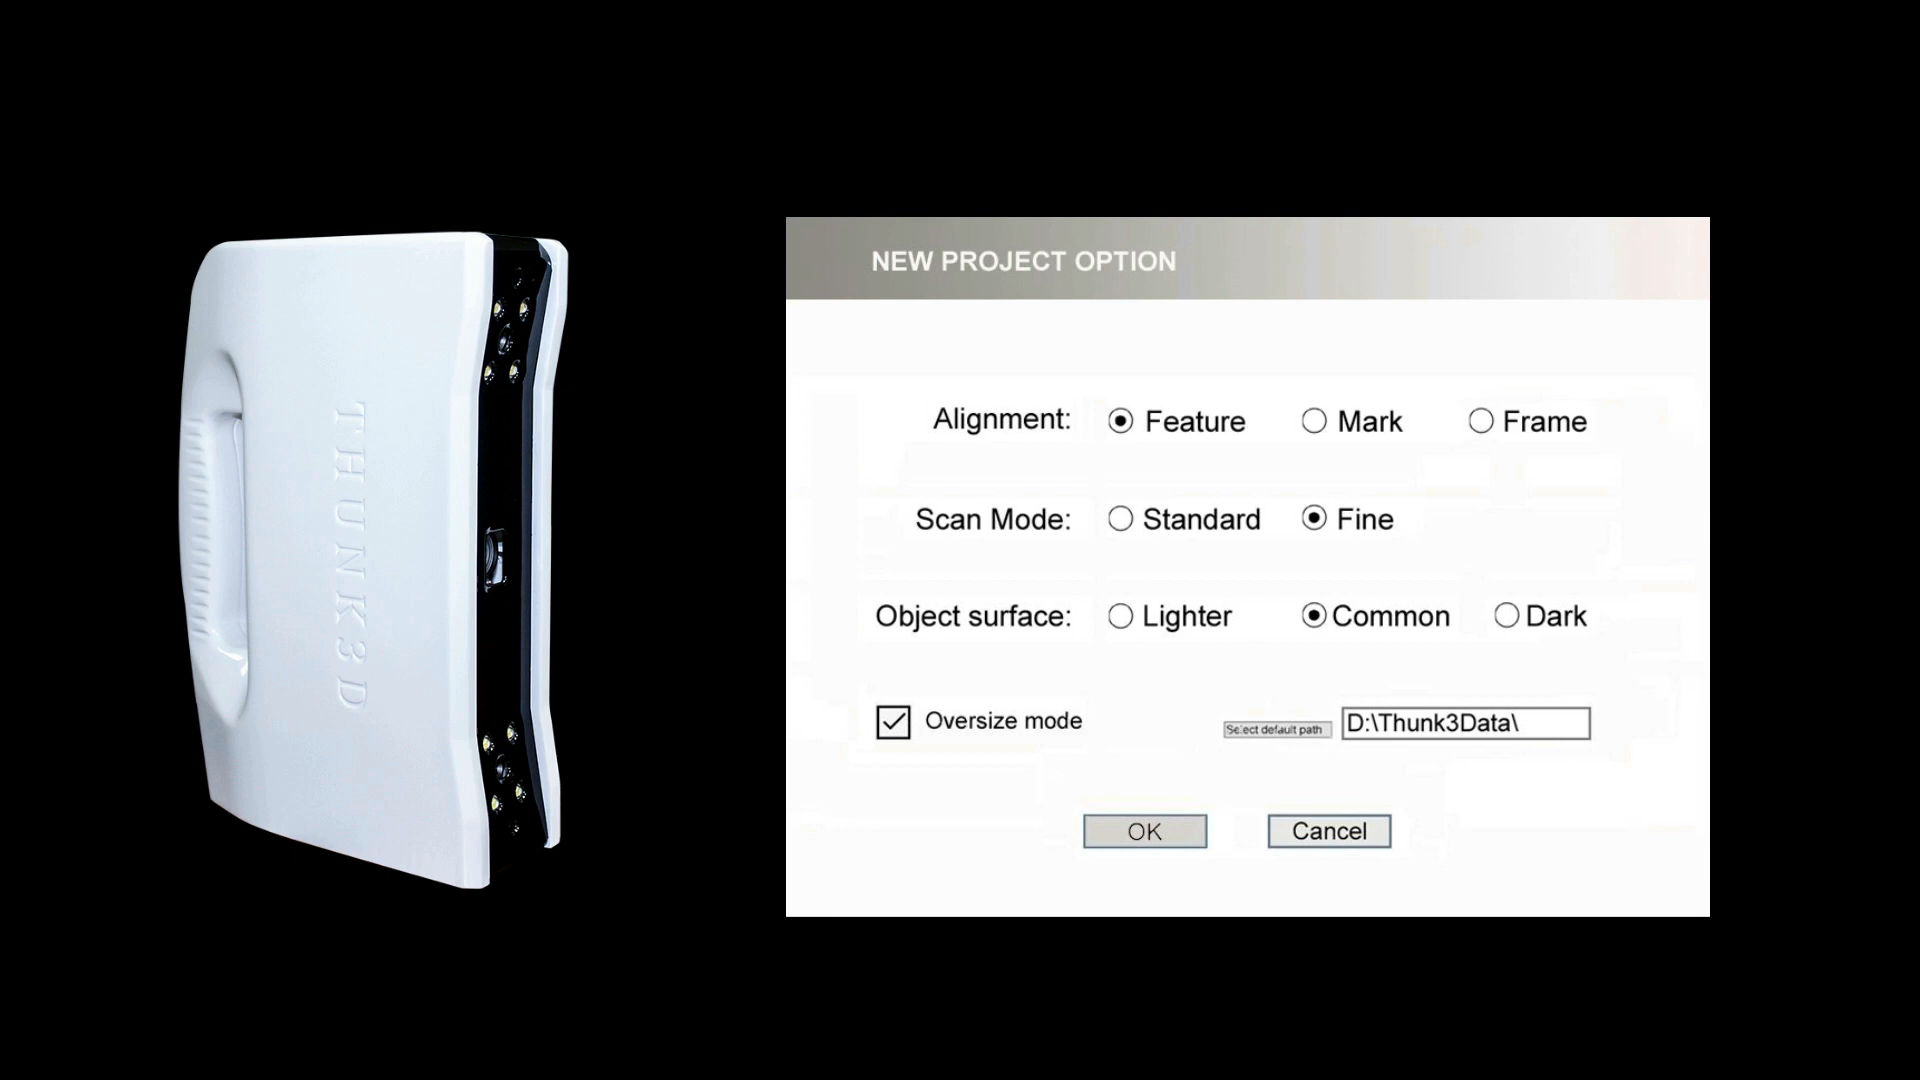 THUNK3D
NEW PROJECT OPTION
Alignment: Feature Mark Frame
Scan Mode: Standard Fine
Object surface: Lighter Common Dark
Oversize mode Select default path D:\Thunk3Data\
OK Cancel